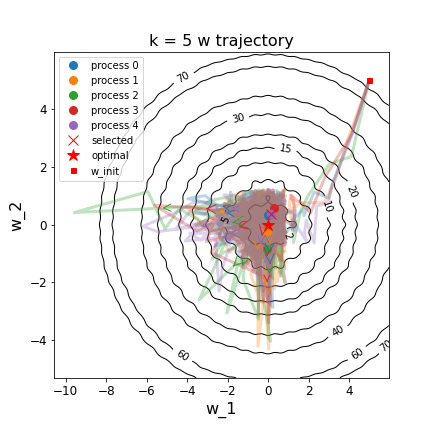 k = 5 w trajectory
process 0
process 1
process 2
process 3
process 4
selected
optimal
w_init
70
30
15
20
10
5
2
40
60
60
70
w_2
4
2
0
−2
−4
−10
−8
−6
−4
−2
0
2
4
w_1